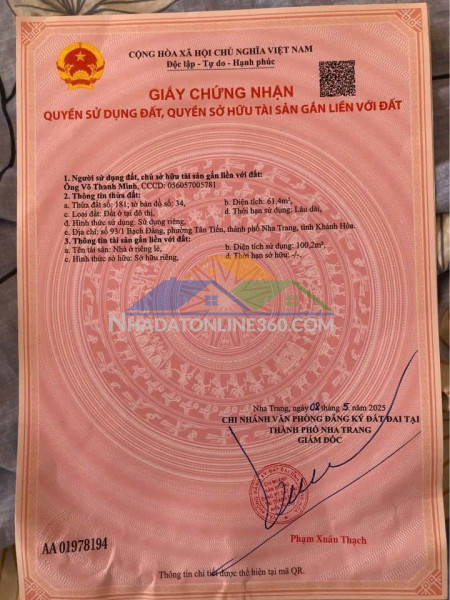 CỘNG HÒA XÃ HỘI CHỦ NGHĨA VIỆT NAM
Độc lập - Tự do - Hạnh phúc
GIẤY CHỨNG NHẬN
QUYỀN SỬ DỤNG ĐẤT, QUYỀN SỞ HỮU TÀI SẢN GẮN LIỀN VỚI ĐẤT
1. Người sử dụng đất, chủ sở hữu tài sản gắn liền với đất:
Ông Võ Thanh Minh, CCCD: 056057005781
2. Thông tin thửa đất:
a. Thửa đất số: 181; tờ bản đồ số: 34, b. Diện tích: 61,4m²,
c. Loại đất: Đất ở tại đô thị, d. Thời hạn sử dụng: Lâu dài,
đ. Hình thức sử dụng: Sử dụng riêng,
e. Địa chỉ: số 93/1 Bạch Đằng, phường Tân Tiến, thành phố Nha Trang, tỉnh Khánh Hòa.
3. Thông tin tài sản gắn liền với đất:
a. Tên tài sản: Nhà ở riêng lẻ, b. Diện tích sử dụng: 100,2m²,
c. Hình thức sở hữu: Sở hữu riêng, d. Thời hạn sở hữu: -/-.
NHADATONLINE360.COM
Nha Trang, ngày 08 tháng 5 năm 2025
CHI NHÁNH VĂN PHÒNG ĐĂNG KÝ ĐẤT ĐAI TẠI
THÀNH PHỐ NHA TRANG
GIÁM ĐỐC
Phạm Xuân Thạch
AA 01978194
Thông tin chi tiết được thể hiện tại mã QR.